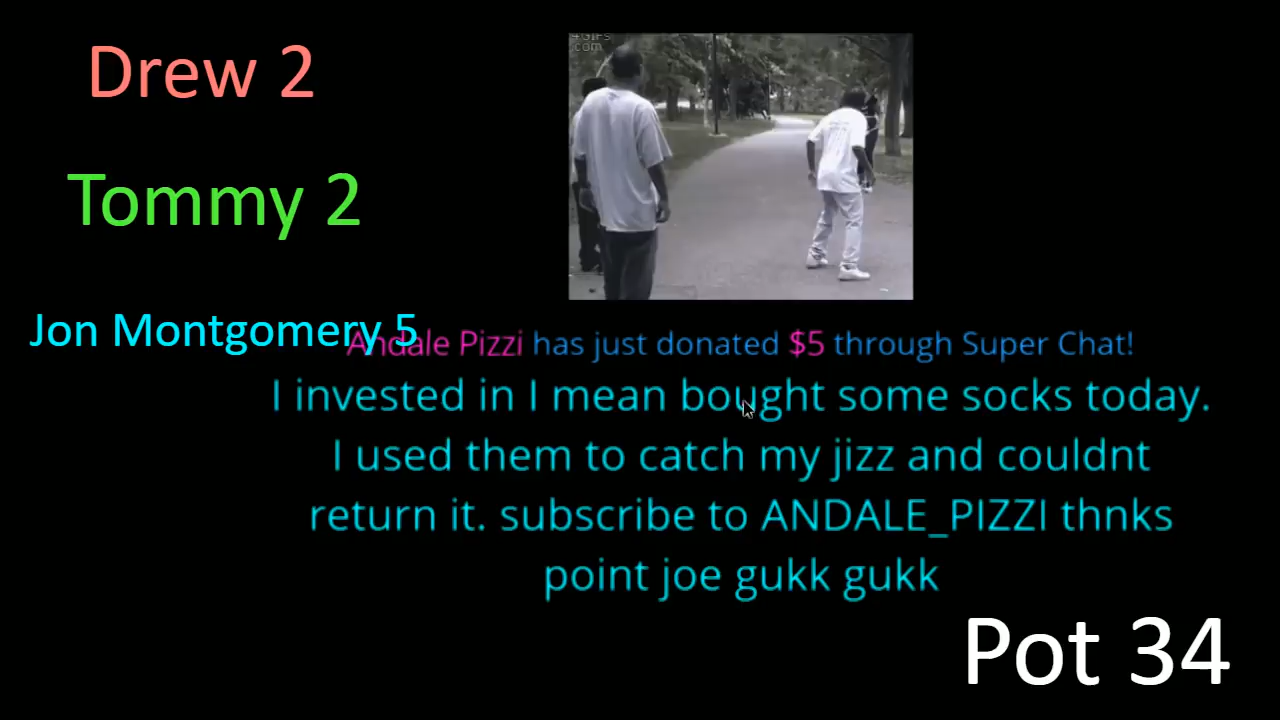 Drew 2
4GIFs
com
Tommy 2
Jon Montgomery 5
Andale Pizzi has just donated $5 through Super Chat!
I invested in I mean bought some socks today.
I used them to catch my jizz and couldnt
return it. subscribe to ANDALE_PIZZI thnks
point joe gukk gukk
Pot 34